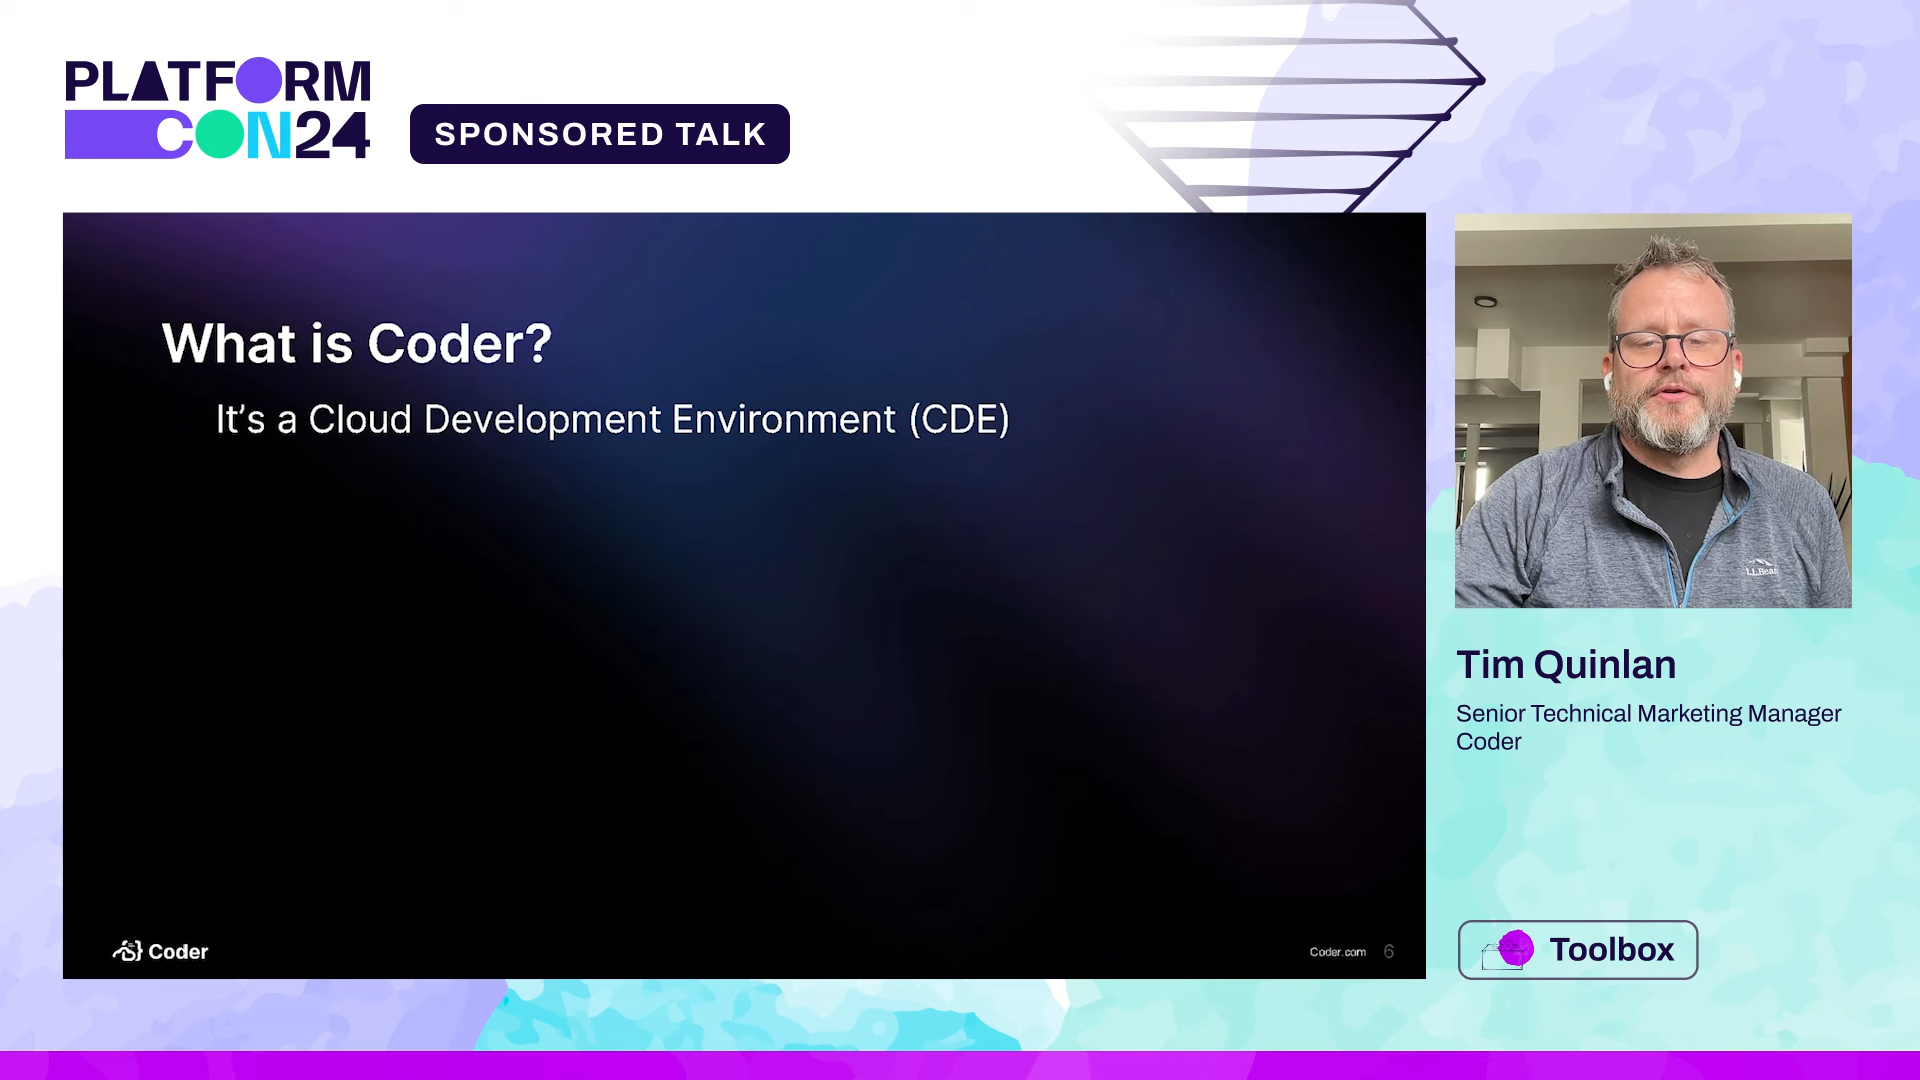 PLATFORM
CON24
SPONSORED TALK
What is Coder?
It's a Cloud Development Environment (CDE)
Coder
Coder.com 6
L.L.Bean
Tim Quinlan
Senior Technical Marketing Manager
Coder
Toolbox